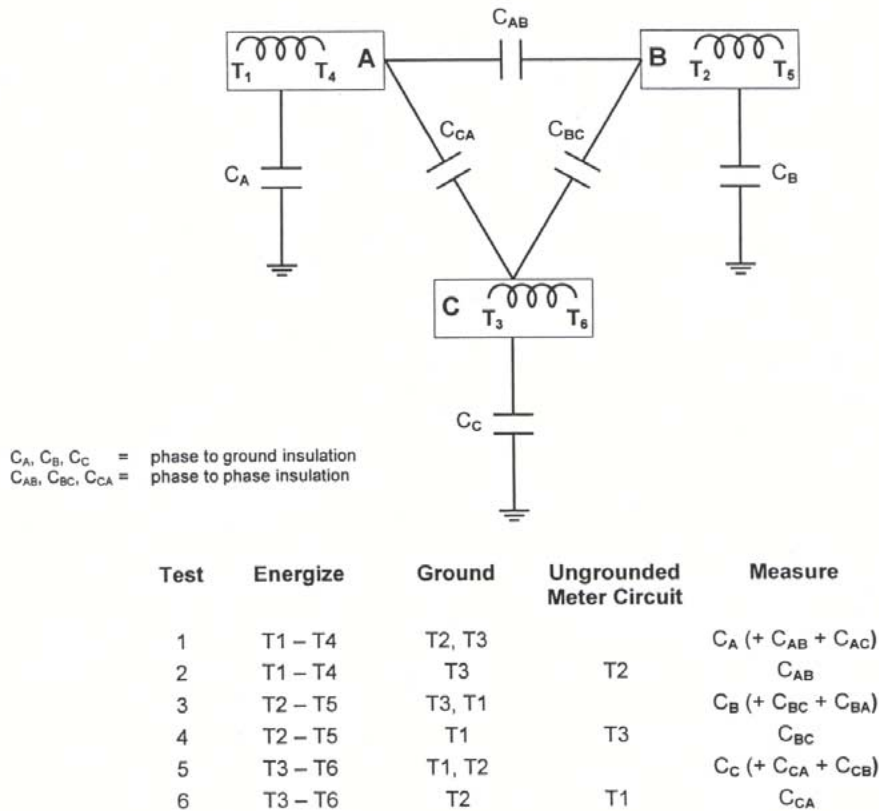 C_AB
A
B
T₁ T₄
T₂ T₅
C_CA
C_BC
C_A
C_B
C
T₃ T₆
C_C
C_A, C_B, C_C = phase to ground insulation
C_AB, C_BC, C_CA = phase to phase insulation
Test Energize Ground Ungrounded Meter Circuit Measure
1 T1 – T4 T2, T3 C_A (+ C_AB + C_AC)
2 T1 – T4 T3 T2 C_AB
3 T2 – T5 T3, T1 C_B (+ C_BC + C_BA)
4 T2 – T5 T1 T3 C_BC
5 T3 – T6 T1, T2 C_C (+ C_CA + C_CB)
6 T3 – T6 T2 T1 C_CA